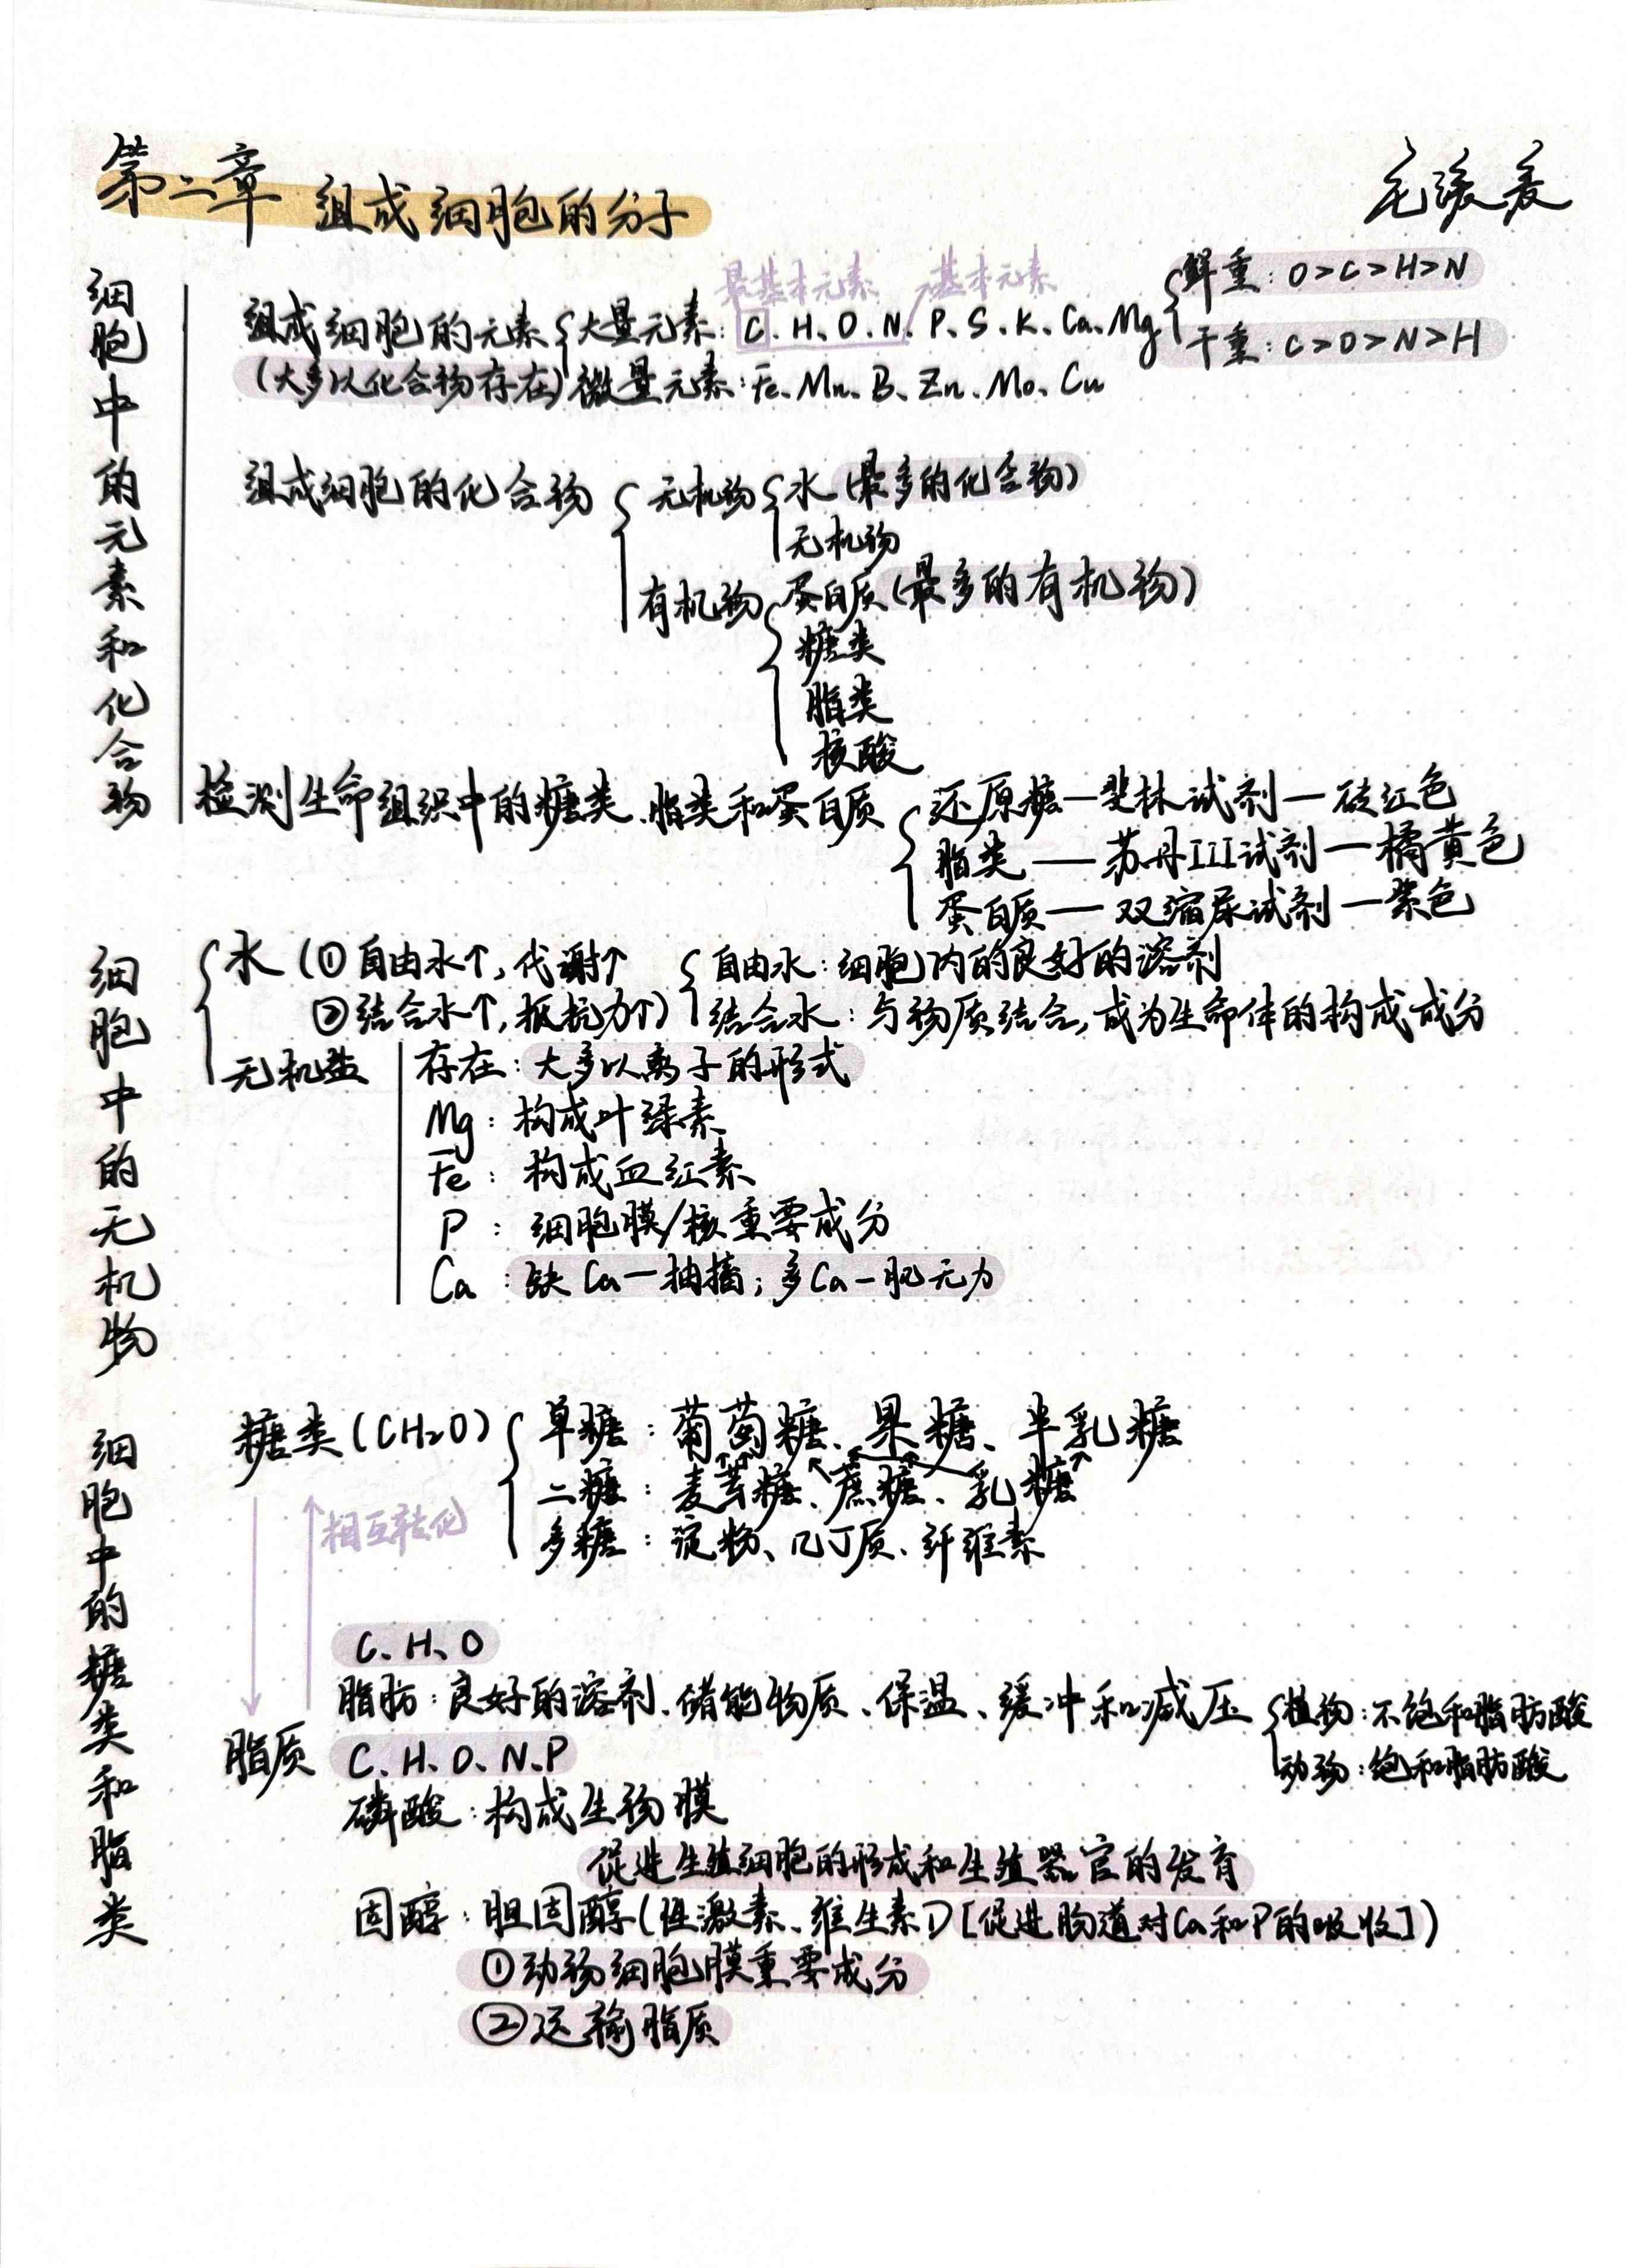 第二章 组成细胞的分子
细胞中的元素和化合物
最基本元素 基本元素
鲜重：O>C>H>N
组成细胞的元素 大量元素：C、H、O、N、P、S、K、Ca、Mg
干重：C>O>N>H
(大多以化合物存在) 微量元素：Fe、Mn、B、Zn、Mo、Cu
组成细胞的化合物 无机物 水(最多的化合物)
无机物
有机物 蛋白质(最多的有机物)
糖类
脂类
核酸
检测生命组织中的糖类、脂类和蛋白质 还原糖—斐林试剂—砖红色
脂类——苏丹III试剂—橘黄色
蛋白质——双缩尿试剂—紫色
细胞中的无机物
水(①自由水↑,代谢↑ 自由水：细胞内的良好的溶剂
②结合水↑,抵抗力↑) 结合水：与物质结合,成为生命体的构成成分
无机盐 存在：大多以离子的形式
Mg：构成叶绿素
Fe：构成血红素
P：细胞膜/核重要成分
Ca：缺Ca—抽搐；多Ca—肌无力
细胞中的糖类和脂类
糖类(CH₂O) 单糖：葡萄糖、果糖、半乳糖
二糖：麦芽糖、蔗糖、乳糖
相互转化
多糖：淀粉、几丁质、纤维素
C、H、O
脂肪：良好的溶剂、储能物质、保温、缓冲和减压 植物：不饱和脂肪酸
脂质 C、H、O、N、P 动物：饱和脂肪酸
磷酸：构成生物膜
促进生殖细胞的形成和生殖器官的发育
固醇：胆固醇(性激素、维生素D[促进肠道对Ca和P的吸收])
①动物细胞膜重要成分
②运输脂质